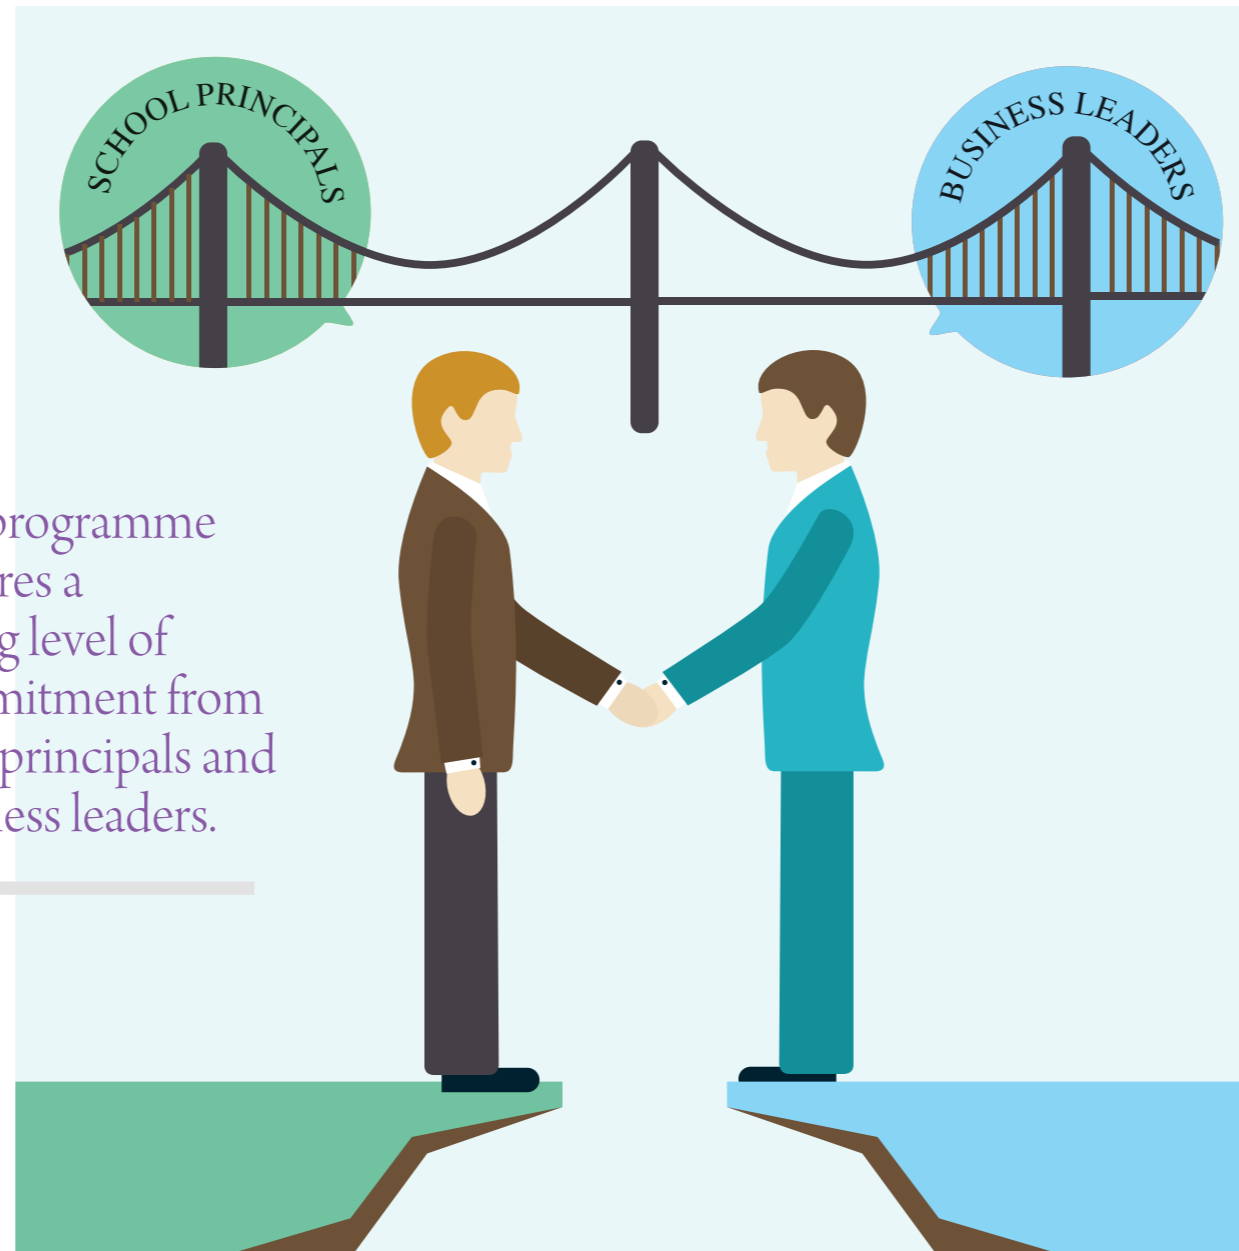 SCHOOL PRINCIPALS
BUSINESS LEADERS
programme
res a
g level of
mitment from
principals and
ess leaders.